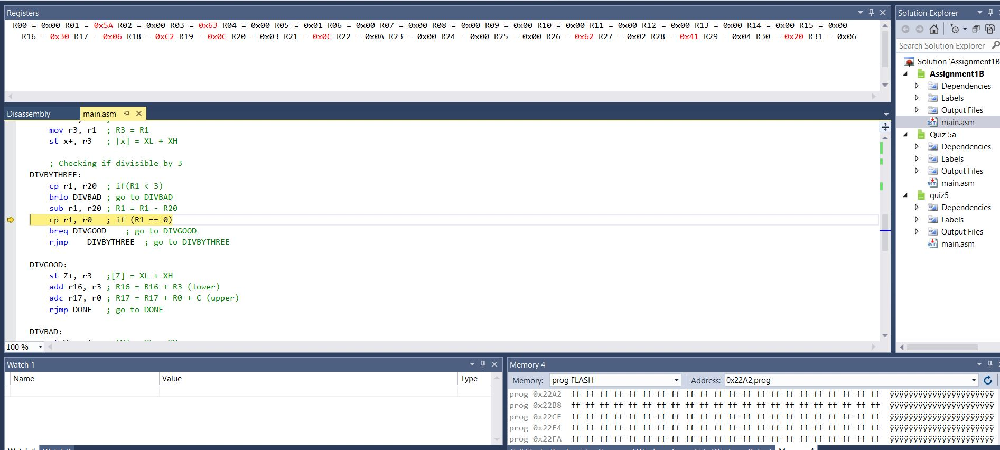 Registers
R00 = 0x00 R01 = 0x5A R02 = 0x00 R03 = 0x63 R04 = 0x00 R05 = 0x01 R06 = 0x00 R07 = 0x00 R08 = 0x00 R09 = 0x00 R10 = 0x00 R11 = 0x00 R12 = 0x00 R13 = 0x00 R14 = 0x00 R15 = 0x00
R16 = 0x30 R17 = 0x06 R18 = 0xC2 R19 = 0x0C R20 = 0x03 R21 = 0x0C R22 = 0x0A R23 = 0x00 R24 = 0x00 R25 = 0x00 R26 = 0x62 R27 = 0x02 R28 = 0x41 R29 = 0x04 R30 = 0x20 R31 = 0x06
Disassembly main.asm
mov r3, r1 ; R3 = R1
st x+, r3 ; [x] = XL + XH
; Checking if divisible by 3
DIVBYTHREE:
cp r1, r20 ; if(R1 < 3)
brlo DIVBAD ; go to DIVBAD
sub r1, r20 ; R1 = R1 - R20
cp r1, r0 ; if (R1 == 0)
breq DIVGOOD ; go to DIVGOOD
rjmp DIVBYTHREE ; go to DIVBYTHREE
DIVGOOD:
st Z+, r3 ;[Z] = XL + XH
add r16, r3 ; R16 = R16 + R3 (lower)
adc r17, r0 ; R17 = R17 + R0 + C (upper)
rjmp DONE ; go to DONE
DIVBAD:
100 %
Solution Explorer
Search Solution Explorer
Solution 'Assignment1B
Assignment1B
Dependencies
Labels
Output Files
main.asm
Quiz 5a
Dependencies
Labels
Output Files
main.asm
quiz5
Dependencies
Labels
Output Files
main.asm
Watch 1
Name Value Type
Memory 4
Memory: prog FLASH Address: 0x22A2,prog
prog 0x22A2 ff ff ff ff ff ff ff ff ff ff ff ff ff ff ff ff ff ff ff ff ff ff ÿÿÿÿÿÿÿÿÿÿÿÿÿÿÿÿÿÿÿÿÿÿ
prog 0x22B8 ff ff ff ff ff ff ff ff ff ff ff ff ff ff ff ff ff ff ff ff ff ff ÿÿÿÿÿÿÿÿÿÿÿÿÿÿÿÿÿÿÿÿÿÿ
prog 0x22CE ff ff ff ff ff ff ff ff ff ff ff ff ff ff ff ff ff ff ff ff ff ff ÿÿÿÿÿÿÿÿÿÿÿÿÿÿÿÿÿÿÿÿÿÿ
prog 0x22E4 ff ff ff ff ff ff ff ff ff ff ff ff ff ff ff ff ff ff ff ff ff ff ÿÿÿÿÿÿÿÿÿÿÿÿÿÿÿÿÿÿÿÿÿÿ
prog 0x22FA ff ff ff ff ff ff ff ff ff ff ff ff ff ff ff ff ff ff ff ff ff ff ÿÿÿÿÿÿÿÿÿÿÿÿÿÿÿÿÿÿÿÿÿÿ